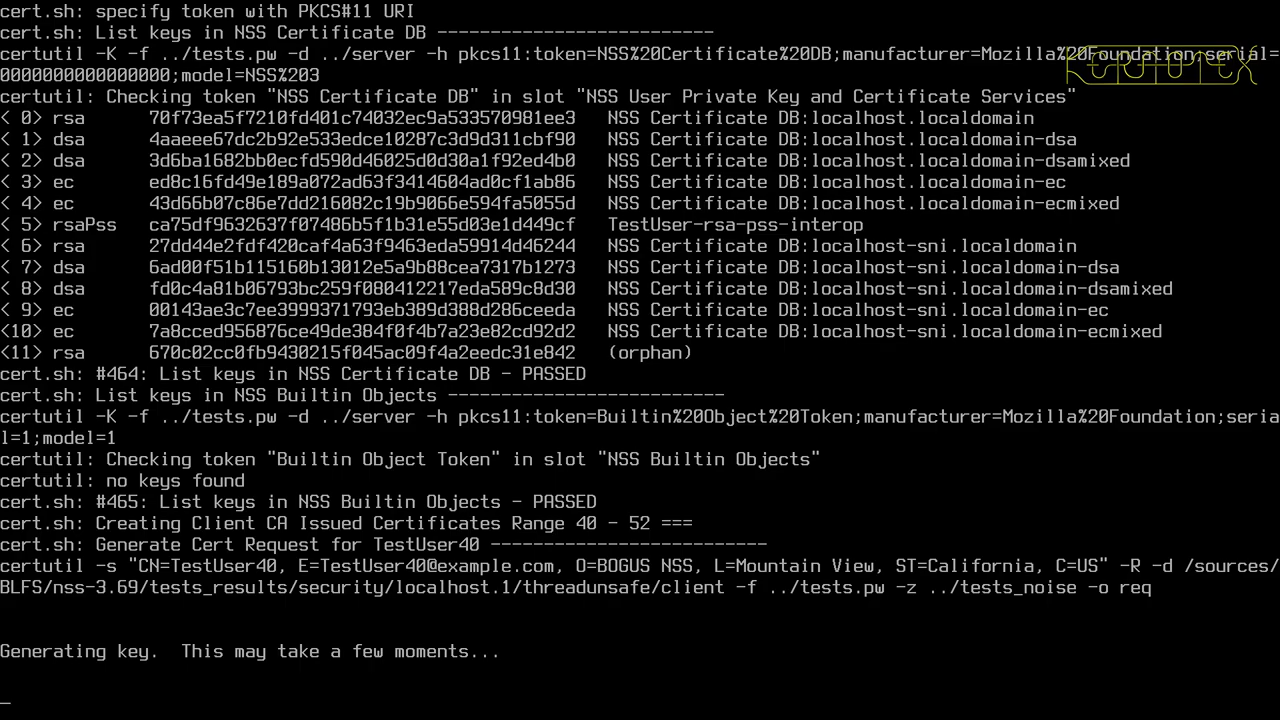 cert.sh: specify token with PKCS#11 URI
cert.sh: List keys in NSS Certificate DB --------------------------
certutil -K -f ../tests.pw -d ../server -h pkcs11:token=NSS%20Certificate%20DB;manufacturer=Mozilla%20Foundation;serial=
0000000000000000;model=NSS%203
certutil: Checking token "NSS Certificate DB" in slot "NSS User Private Key and Certificate Services"
< 0> rsa      70f73ea5f7210fd401c74032ec9a533570981ee3   NSS Certificate DB:localhost.localdomain
< 1> dsa      4aaeee67dc2b92e533edce10287c3d9d311cbf90   NSS Certificate DB:localhost.localdomain-dsa
< 2> dsa      3d6ba1682bb0ecfd590d46025d0d30a1f92ed4b0   NSS Certificate DB:localhost.localdomain-dsamixed
< 3> ec       ed8c16fd49e189a072ad63f3414604ad0cf1ab86   NSS Certificate DB:localhost.localdomain-ec
< 4> ec       43d66b07c86e7dd216082c19b9066e594fa5055d   NSS Certificate DB:localhost.localdomain-ecmixed
< 5> rsaPss   ca75df9632637f07486b5f1b31e55d03e1d449cf   TestUser-rsa-pss-interop
< 6> rsa      27dd44e2fdf420caf4a63f9463eda59914d46244   NSS Certificate DB:localhost-sni.localdomain
< 7> dsa      6ad00f51b115160b13012e5a9b88cea7317b1273   NSS Certificate DB:localhost-sni.localdomain-dsa
< 8> dsa      fd0c4a81b06793bc259f080412217eda589c8d30   NSS Certificate DB:localhost-sni.localdomain-dsamixed
< 9> ec       00143ae3c7ee3999371793eb389d388d286ceeda   NSS Certificate DB:localhost-sni.localdomain-ec
<10> ec       7a8cced956876ce49de384f0f4b7a23e82cd92d2   NSS Certificate DB:localhost-sni.localdomain-ecmixed
<11> rsa      670c02cc0fb9430215f045ac09f4a2eedc31e842   (orphan)
cert.sh: #464: List keys in NSS Certificate DB - PASSED
cert.sh: List keys in NSS Builtin Objects --------------------------
certutil -K -f ../tests.pw -d ../server -h pkcs11:token=Builtin%20Object%20Token;manufacturer=Mozilla%20Foundation;seria
l=1;model=1
certutil: Checking token "Builtin Object Token" in slot "NSS Builtin Objects"
certutil: no keys found
cert.sh: #465: List keys in NSS Builtin Objects - PASSED
cert.sh: Creating Client CA Issued Certificates Range 40 - 52 ===
cert.sh: Generate Cert Request for TestUser40 --------------------------
certutil -s "CN=TestUser40, E=TestUser40@example.com, O=BOGUS NSS, L=Mountain View, ST=California, C=US" -R -d /sources/
BLFS/nss-3.69/tests_results/security/localhost.1/threadunsafe/client -f ../tests.pw -z ../tests_noise -o req
Generating key.  This may take a few moments...